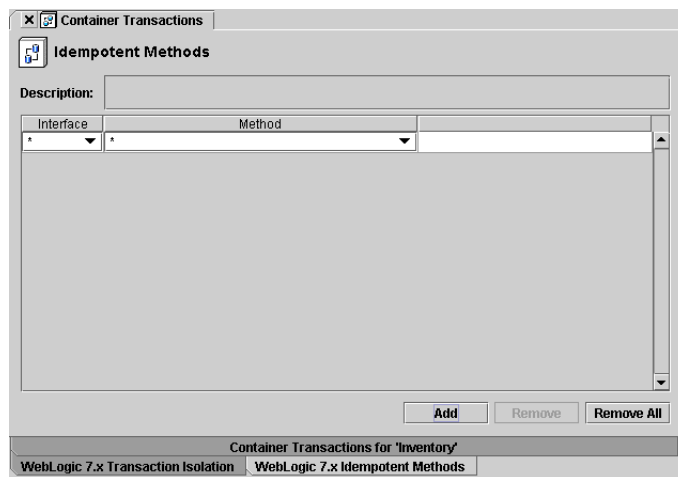 Container Transactions
Idempotent Methods
Description:
Interface Method
* *
Add Remove Remove All
Container Transactions for 'Inventory'
WebLogic 7.x Transaction Isolation WebLogic 7.x Idempotent Methods